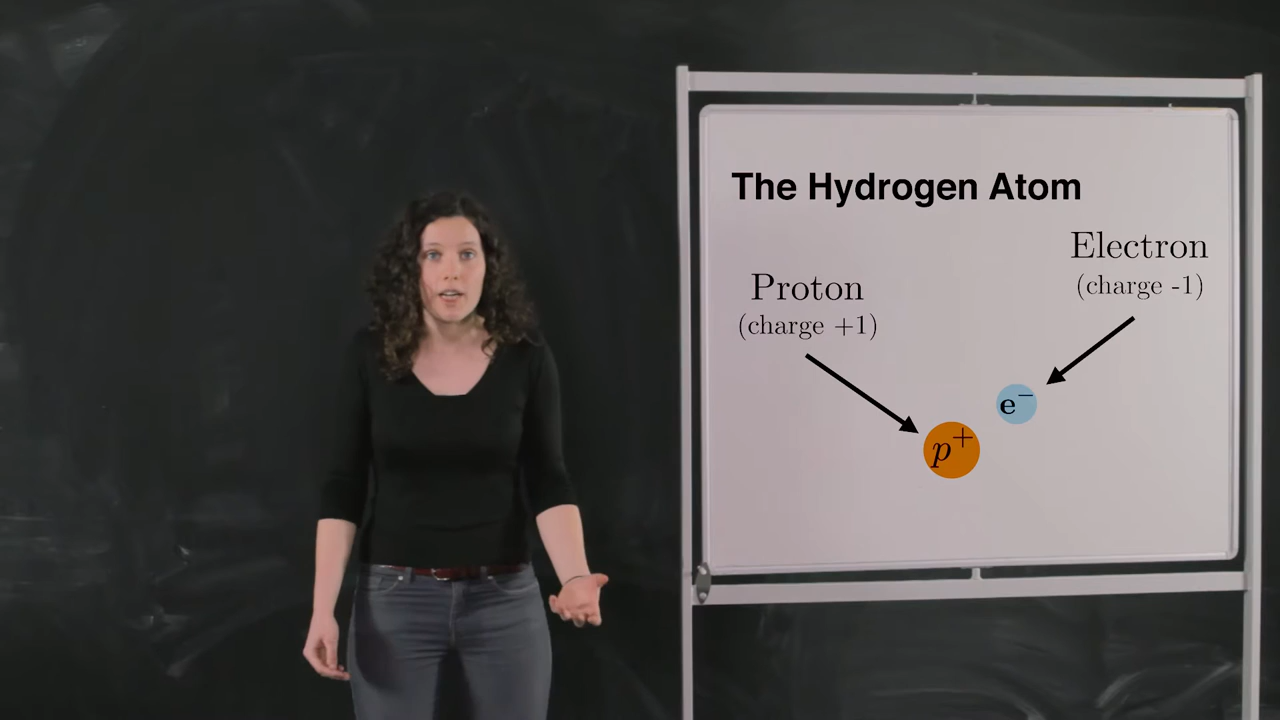 The Hydrogen Atom
Proton
(charge +1)
Electron
(charge -1)
e⁻
p⁺